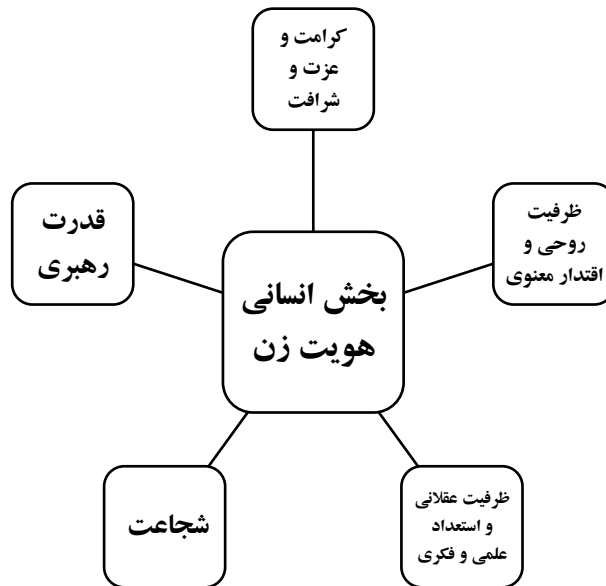 کرامت و
عزت و
شرافت
ظرفیت
روحی و
اقتدار معنوی
قدرت
رهبری
بخش انسانی
هویت زن
ظرفیت عقلانی
و استعداد
علمی و فکری
شجاعت